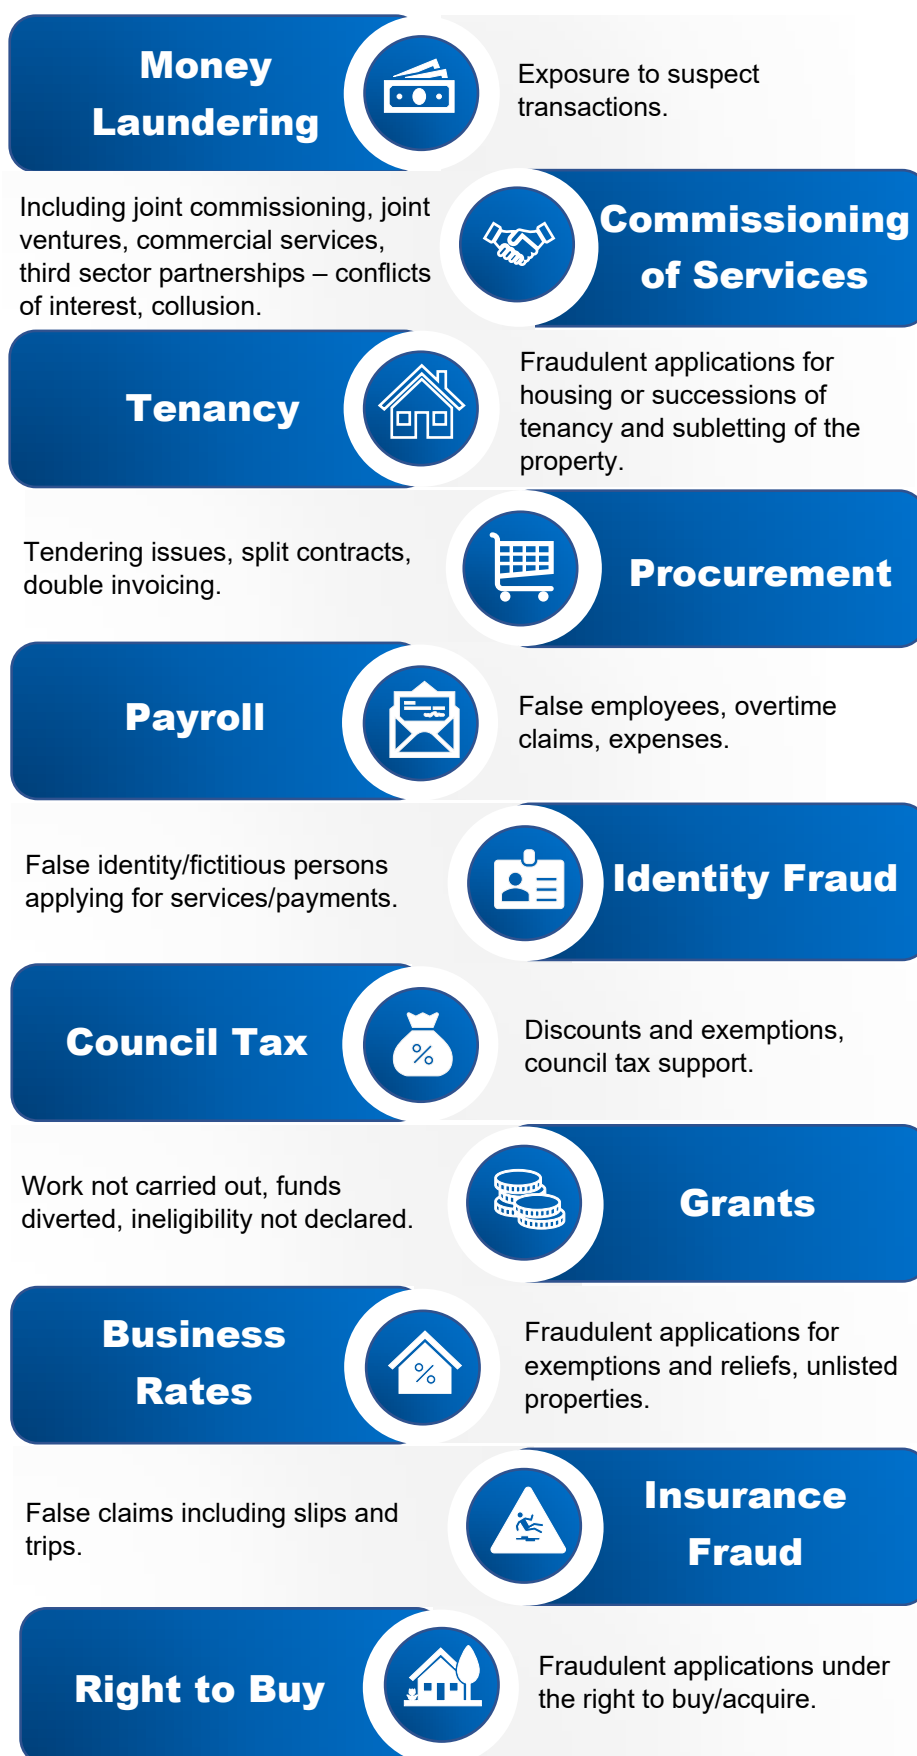 Money
Laundering
Exposure to suspect
transactions.
Including joint commissioning, joint
ventures, commercial services,
third sector partnerships – conflicts
of interest, collusion.
Commissioning
of Services
Tenancy
Fraudulent applications for
housing or successions of
tenancy and subletting of the
property.
Tendering issues, split contracts,
double invoicing.
Procurement
Payroll
False employees, overtime
claims, expenses.
False identity/fictitious persons
applying for services/payments.
Identity Fraud
Council Tax
%
Discounts and exemptions,
council tax support.
Work not carried out, funds
diverted, ineligibility not declared.
Grants
Business
Rates
%
Fraudulent applications for
exemptions and reliefs, unlisted
properties.
False claims including slips and
trips.
Insurance
Fraud
Right to Buy
Fraudulent applications under
the right to buy/acquire.